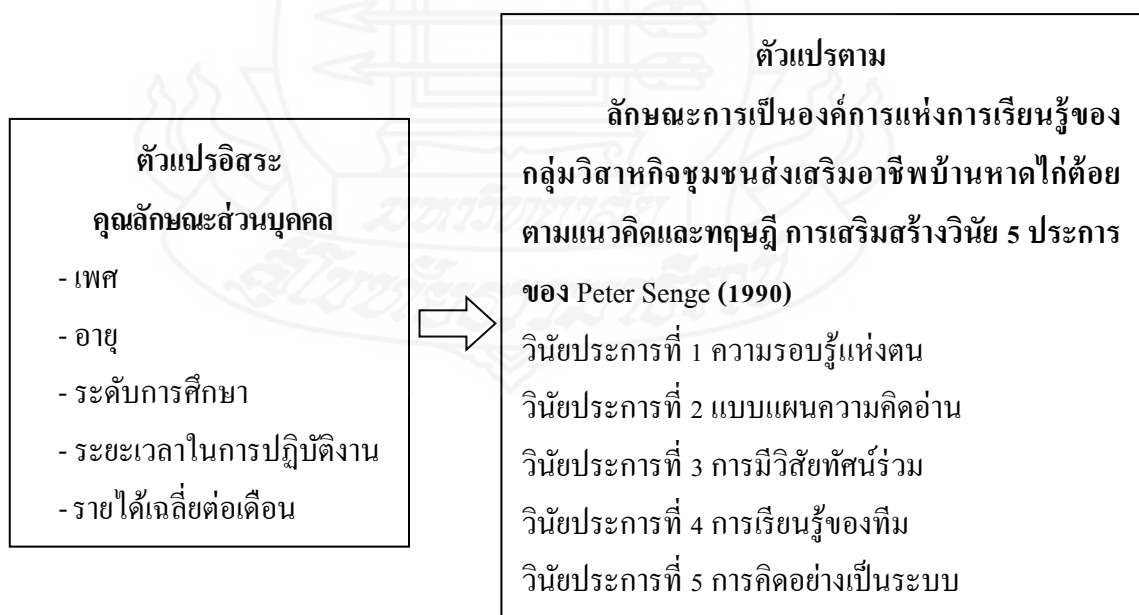 ตัวแปรอิสระ
คุณลักษณะส่วนบุคคล
- เพศ
- อายุ
- ระดับการศึกษา
- ระยะเวลาในการปฏิบัติงาน
- รายได้เฉลี่ยต่อเดือน
ตัวแปรตาม
ลักษณะการเป็นองค์การแห่งการเรียนรู้ของ
กลุ่มวิสาหกิจชุมชนส่งเสริมอาชีพบ้านหาดไก่ต้อย
ตามแนวคิดและทฤษฎี การเสริมสร้างวินัย 5 ประการ
ของ Peter Senge (1990)
วินัยประการที่ 1 ความรอบรู้แห่งตน
วินัยประการที่ 2 แบบแผนความคิดอ่าน
วินัยประการที่ 3 การมีวิสัยทัศน์ร่วม
วินัยประการที่ 4 การเรียนรู้ของทีม
วินัยประการที่ 5 การคิดอย่างเป็นระบบ